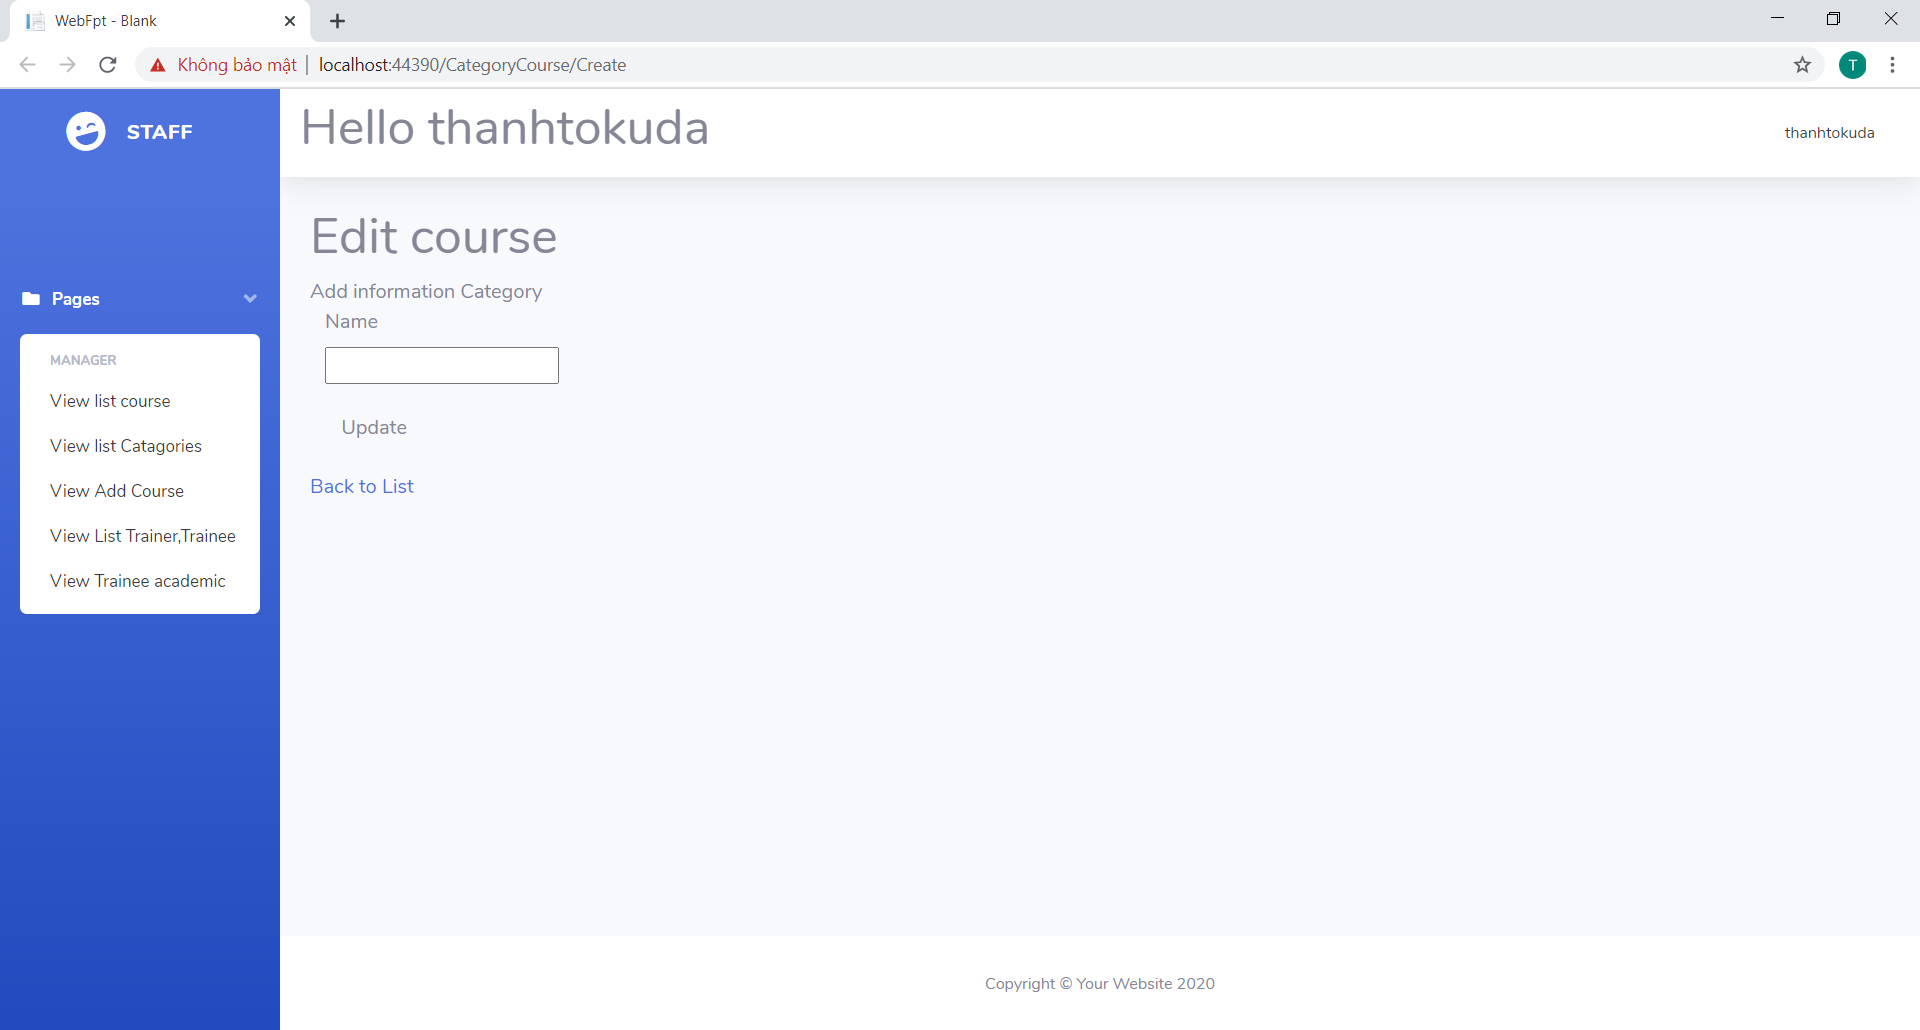 WebFpt - Blank
Không bảo mật | localhost:44390/CategoryCourse/Create
T
STAFF
Hello thanhtokuda
thanhtokuda
Pages
MANAGER
View list course
View list Catagories
View Add Course
View List Trainer,Trainee
View Trainee academic
Edit course
Add information Category
Name
Update
Back to List
Copyright © Your Website 2020